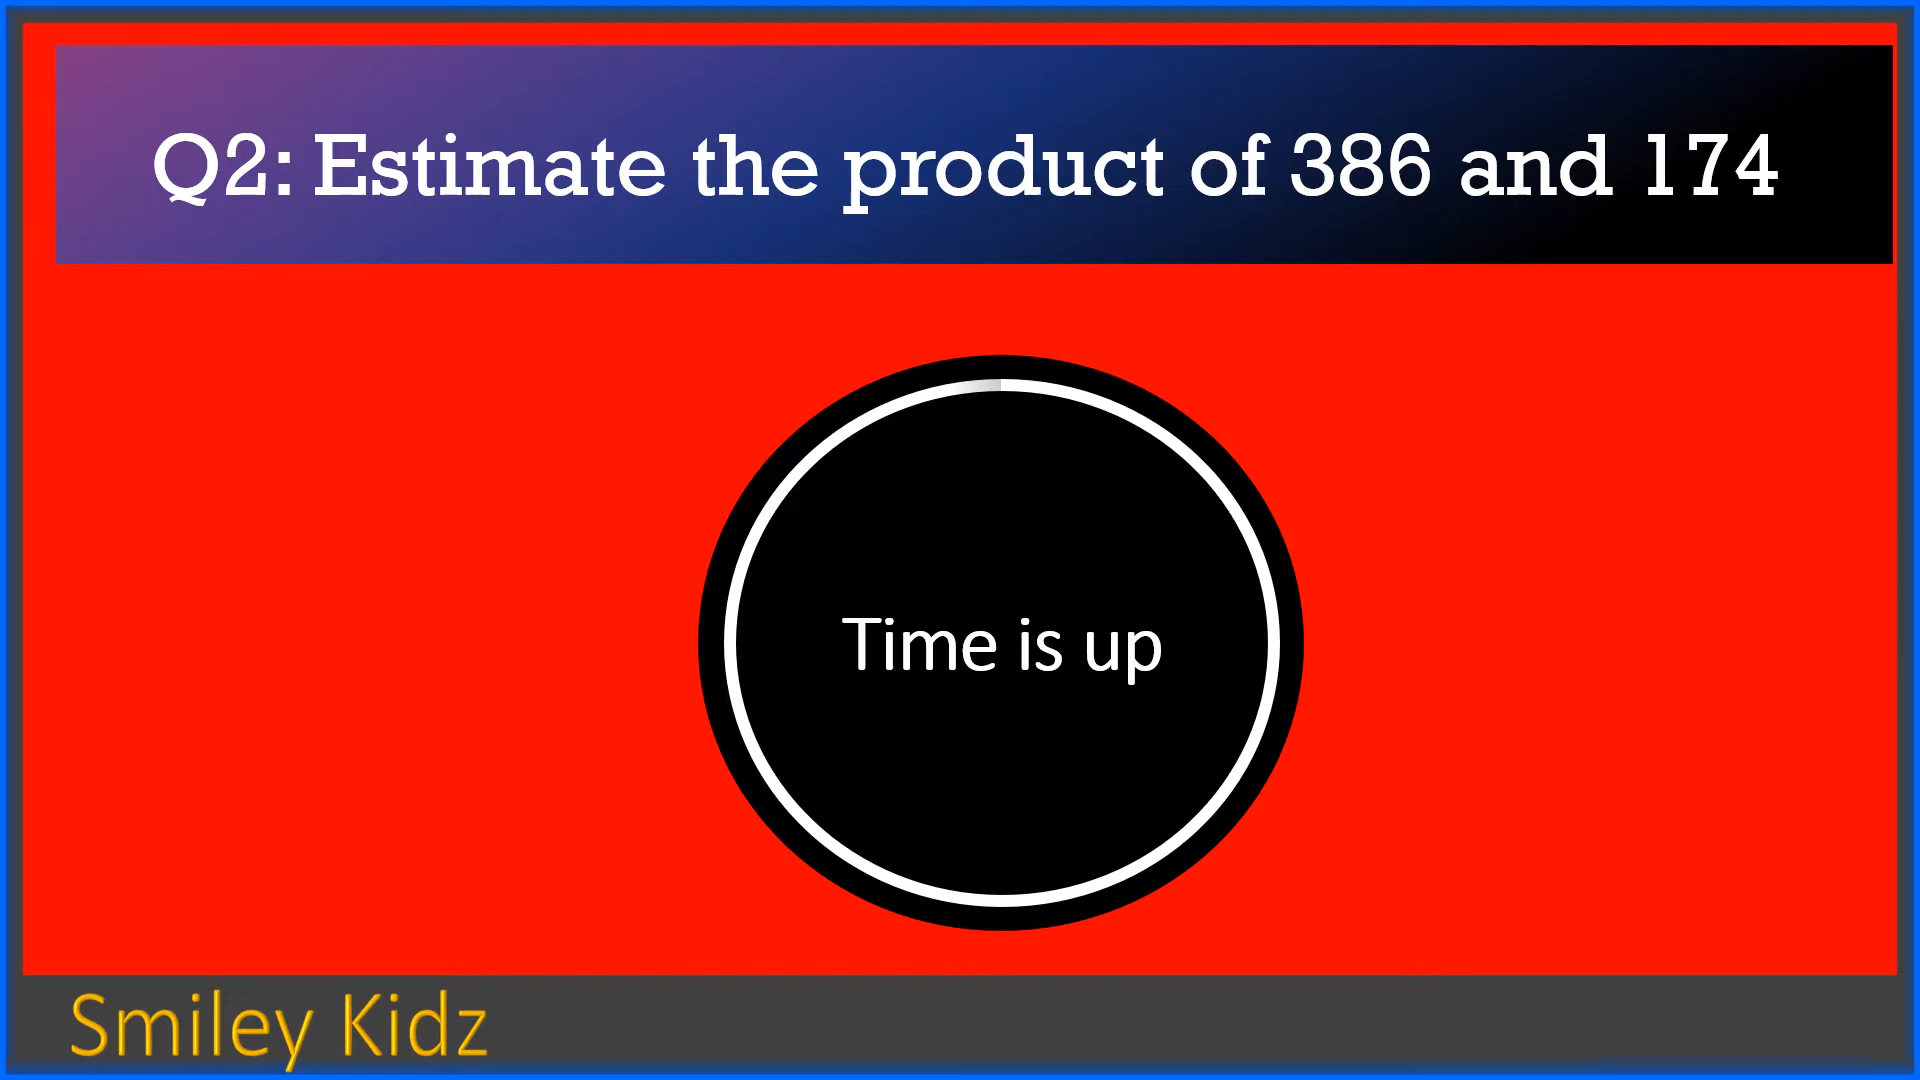 Q2: Estimate the product of 386 and 174
Time is up
Smiley Kidz